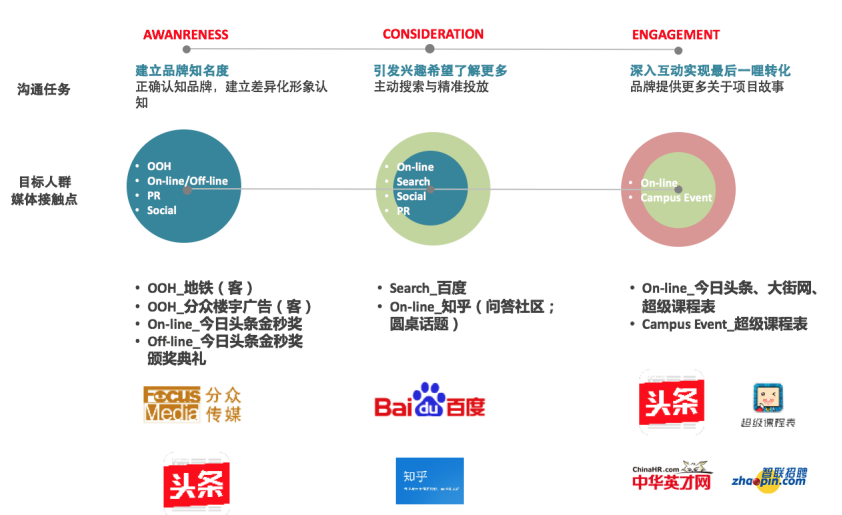 AWANRENESS
CONSIDERATION
ENGAGEMENT
沟通任务
建立品牌知名度
正确认知品牌，建立差异化形象认
知
引发兴趣希望了解更多
主动搜索与精准投放
深入互动实现最后一哩转化
品牌提供更多关于项目故事
目标人群
媒体接触点
• OOH
• On-line/Off-line
• PR
• Social
• On-line
• Search
• Social
• PR
• On-line
• Campus Event
• OOH_地铁（客）
• OOH_分众楼宇广告（客）
• On-line_今日头条金秒奖
• Off-line_今日头条金秒奖
颁奖典礼
• Search_百度
• On-line_知乎（问答社区；
圆桌话题）
• On-line_今日头条、大街网、
超级课程表
• Campus Event_超级课程表
FOCUS
Media
分众
传媒
Bai du 百度
头条
超级课程表
头条
知乎
ChinaHR.com
中华英才网
智联招聘
zhaopin.com